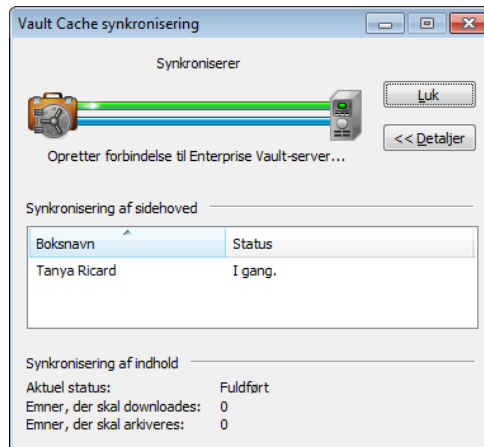 Vault Cache synkronisering
Synkroniserer
Luk
<< Detaljer
Opretter forbindelse til Enterprise Vault-server...
Synkronisering af sidehoved
Boksnavn Status
Tanya Ricard I gang.
Synkronisering af indhold
Aktuel status: Fuldført
Emner, der skal downloades: 0
Emner, der skal arkiveres: 0